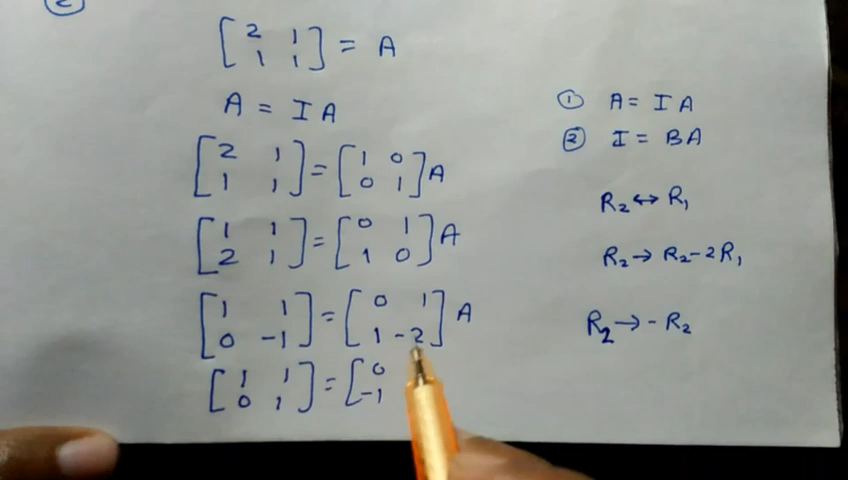 2
[2 1
1 1] = A
A = I A
[2 1
1 1] = [1 0
0 1] A
[1 1
2 1] = [0 1
1 0] A
[1 1
0 -1] = [0 1
1 -2] A
[1 1
0 1] = [0
-1
① A = I A
② I = BA
R₂ ↔ R₁
R₂ → R₂ - 2R₁
R₂ → - R₂